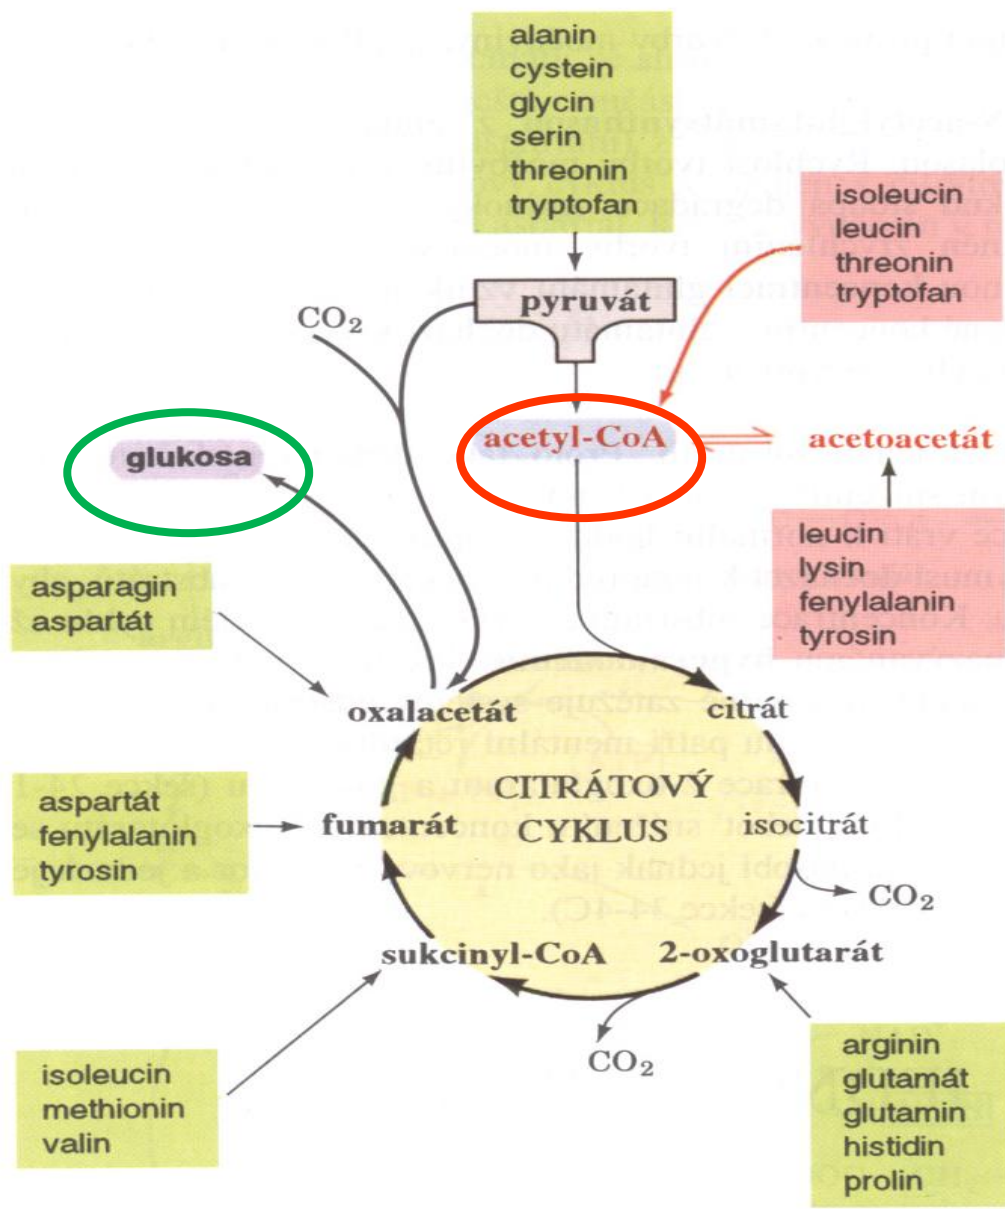 alanin
cystein
glycin
serin
threonin
tryptofan
isoleucin
leucin
threonin
tryptofan
pyruvát
CO2
acetyl-CoA
acetoacetát
glukosa
leucin
lysin
fenylalanin
tyrosin
asparagin
aspartát
oxalacetát
citrát
CITRÁTOVÝ
CYKLUS
aspartát
fenylalanin
tyrosin
fumarát
isocitrát
CO2
sukcinyl-CoA
2-oxoglutarát
CO2
isoleucin
methionin
valin
arginin
glutamát
glutamin
histidin
prolin